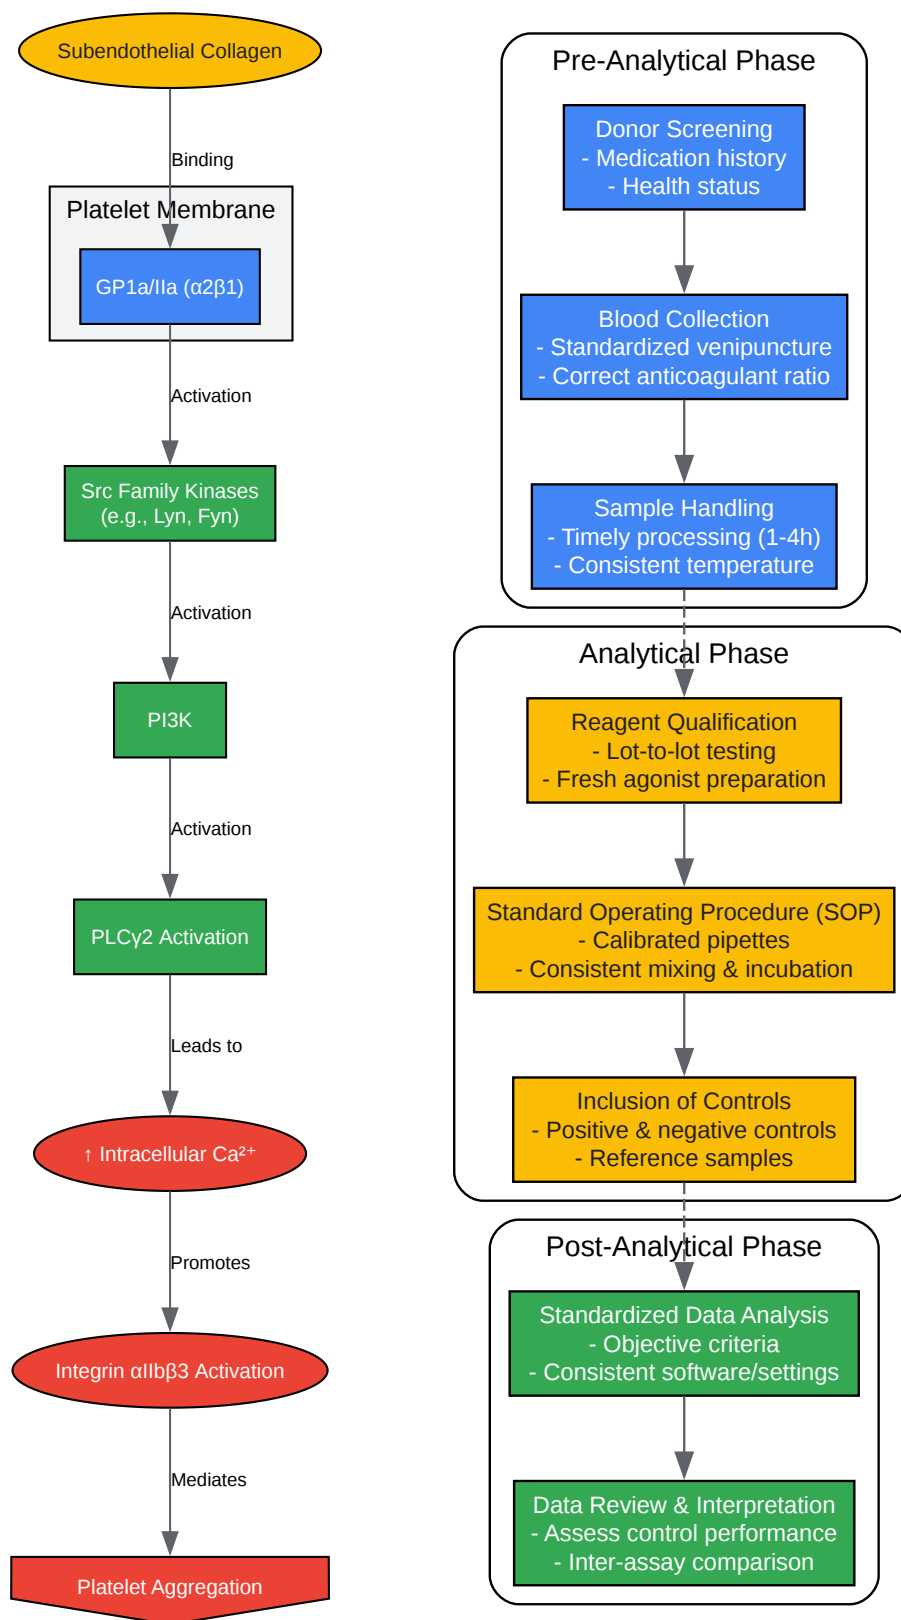 Subendothelial Collagen
Binding
Platelet Membrane
GP1a/IIa (α2β1)
Activation
Src Family Kinases
(e.g., Lyn, Fyn)
Activation
PI3K
Activation
PLCγ2 Activation
Leads to
↑ Intracellular Ca²⁺
Promotes
Integrin αIIbβ3 Activation
Mediates
Platelet Aggregation
Pre-Analytical Phase
Donor Screening
- Medication history
- Health status
Blood Collection
- Standardized venipuncture
- Correct anticoagulant ratio
Sample Handling
- Timely processing (1-4h)
- Consistent temperature
Analytical Phase
Reagent Qualification
- Lot-to-lot testing
- Fresh agonist preparation
Standard Operating Procedure (SOP)
- Calibrated pipettes
- Consistent mixing & incubation
Inclusion of Controls
- Positive & negative controls
- Reference samples
Post-Analytical Phase
Standardized Data Analysis
- Objective criteria
- Consistent software/settings
Data Review & Interpretation
- Assess control performance
- Inter-assay comparison